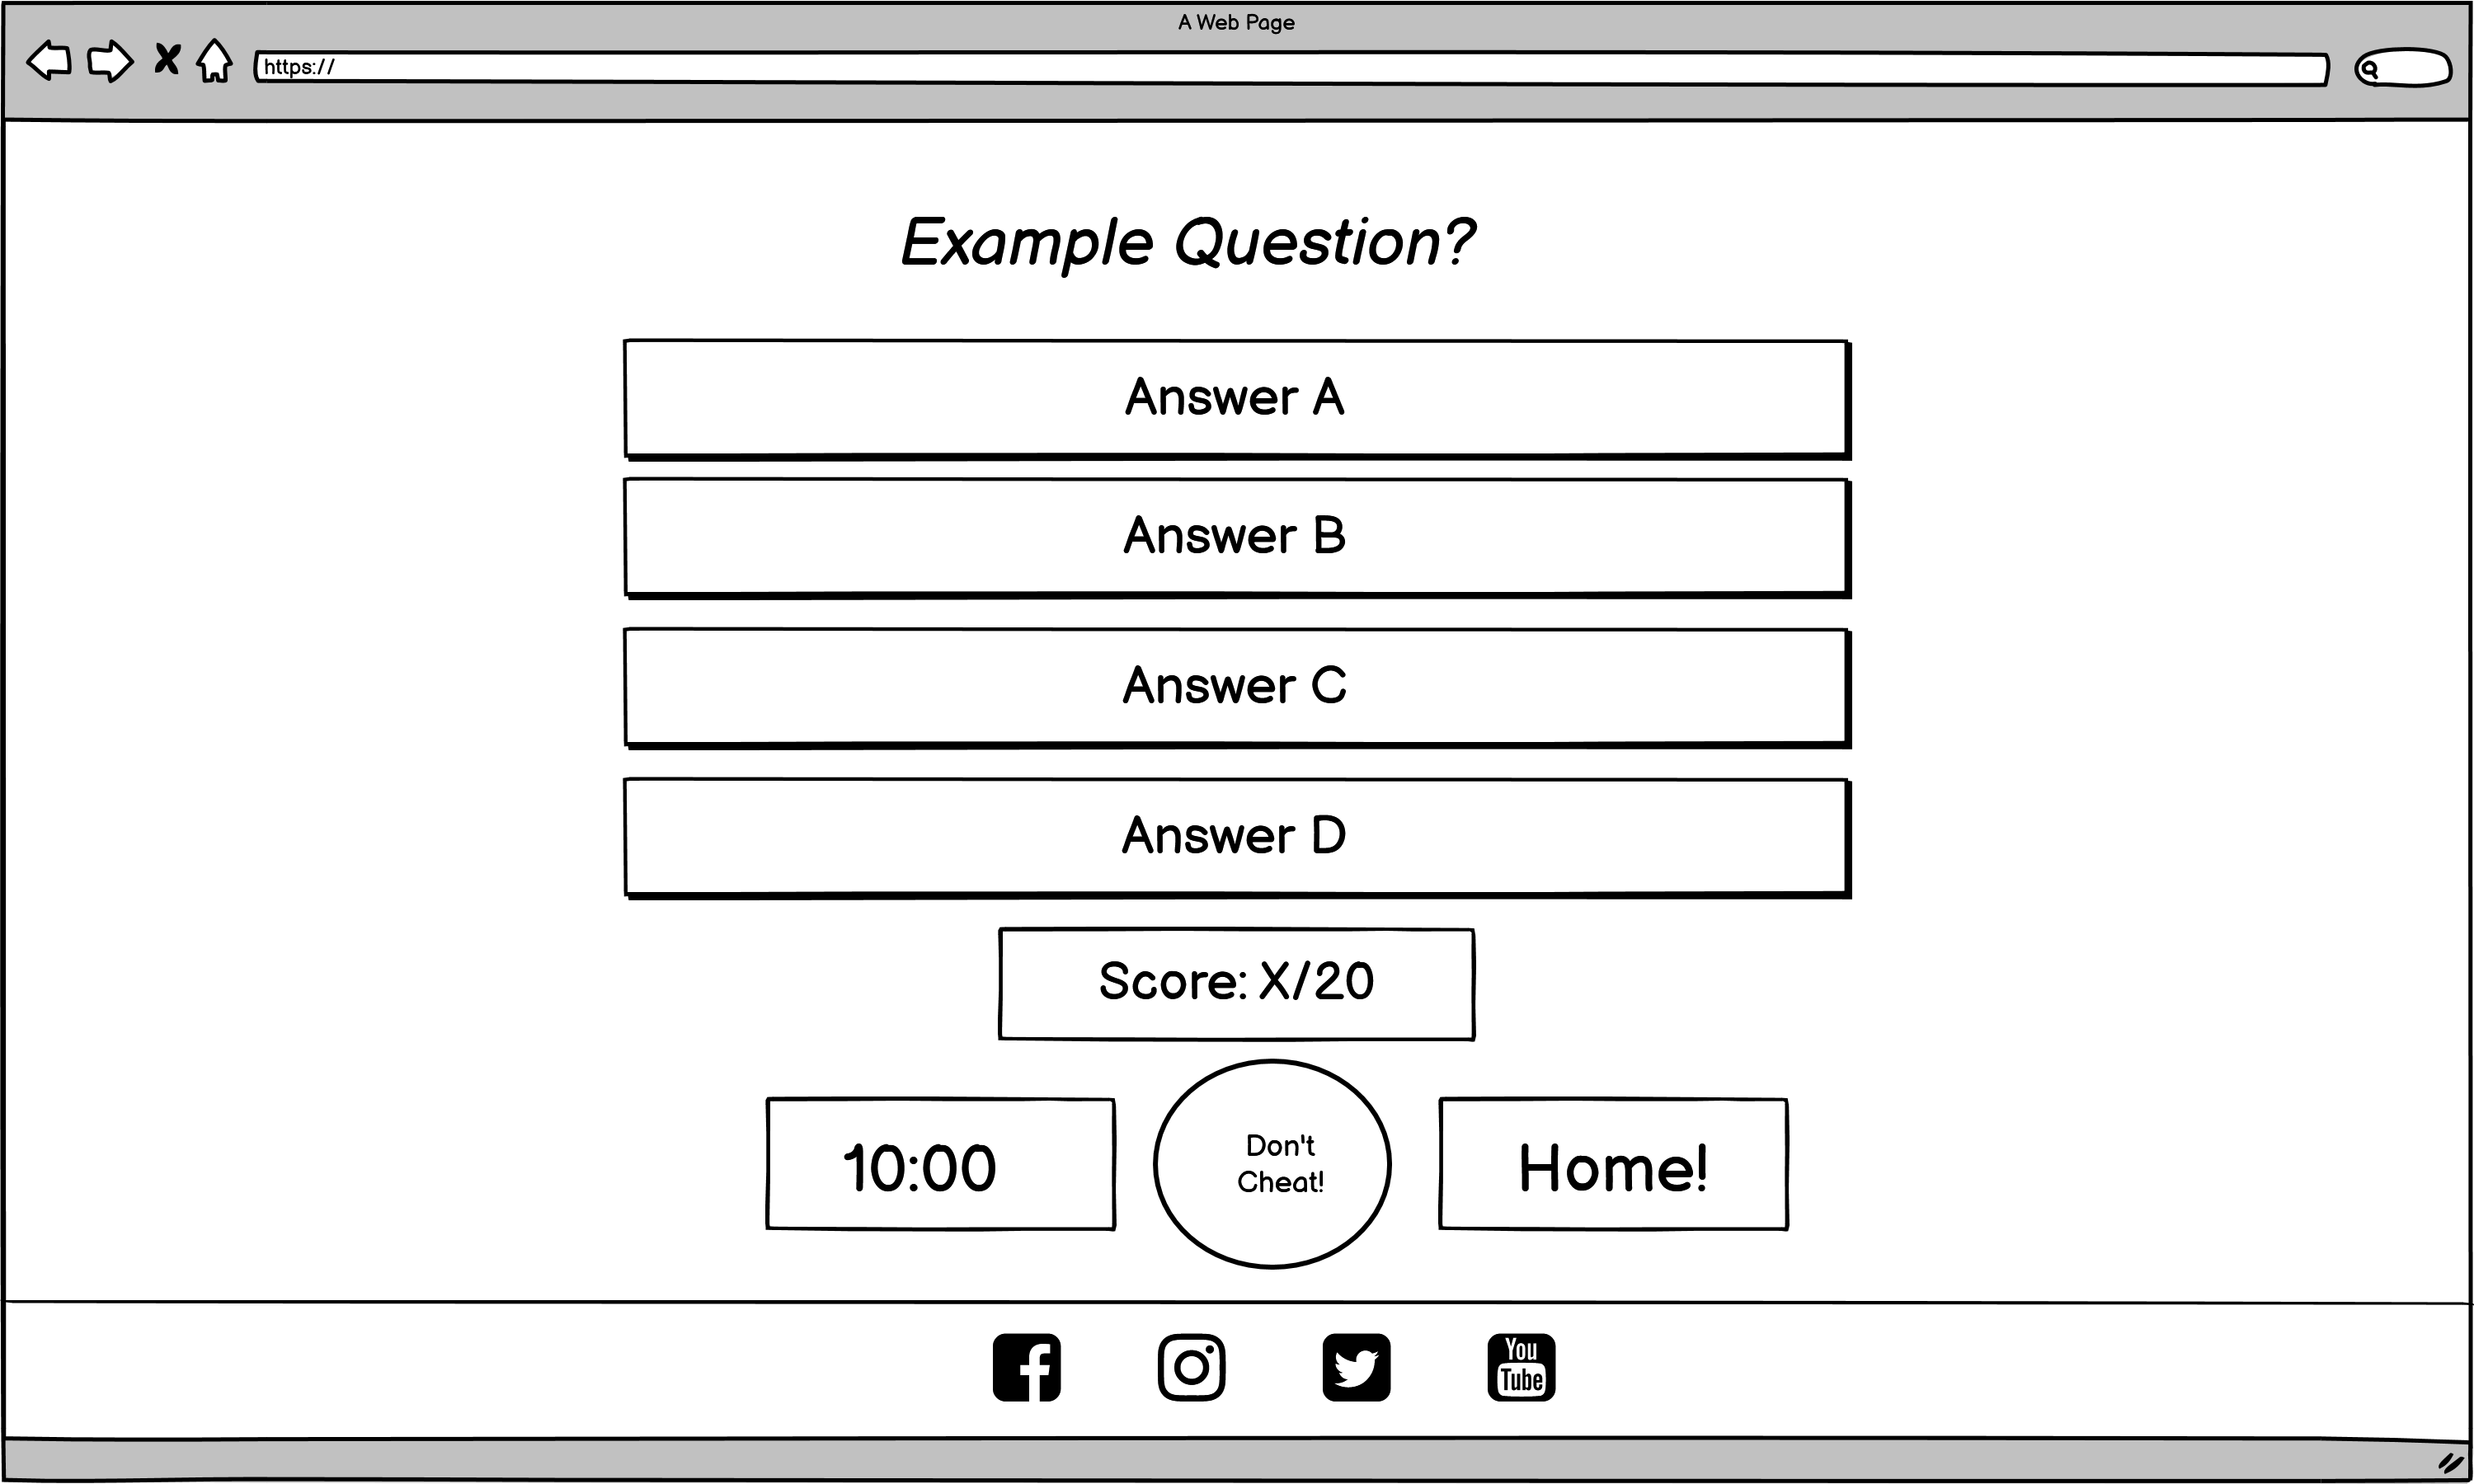 A Web Page
https://
Example Question?
Answer A
Answer B
Answer C
Answer D
Score: X/20
10:00
Don't
Cheat!
Home!
You
Tube